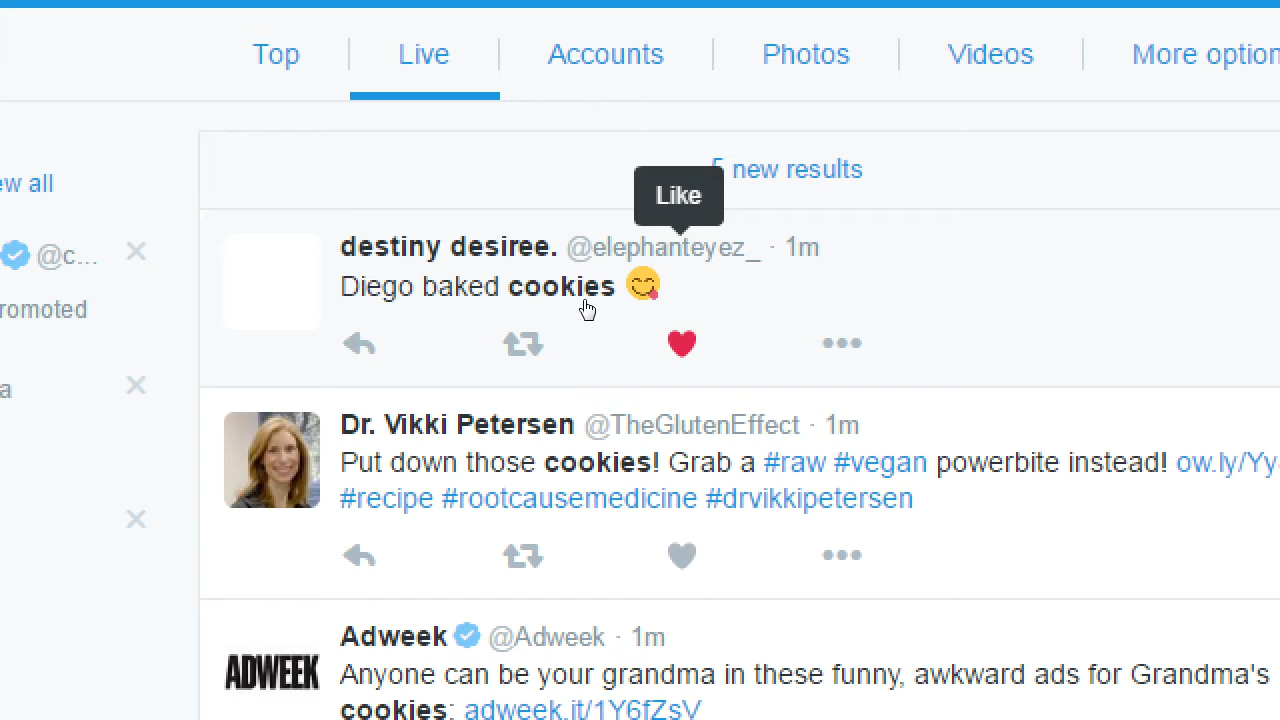 Top Live Accounts Photos Videos More option
5 new results
Like
ew all
@c...
romoted
a
destiny desiree. @elephanteyez_ · 1m
Diego baked cookies 😋
Dr. Vikki Petersen @TheGlutenEffect · 1m
Put down those cookies! Grab a #raw #vegan powerbite instead! ow.ly/Yy
#recipe #rootcausemedicine #drvikkipetersen
Adweek @Adweek · 1m
ADWEEK
Anyone can be your grandma in these funny, awkward ads for Grandma's
cookies: adweek.it/1Y6fZsV